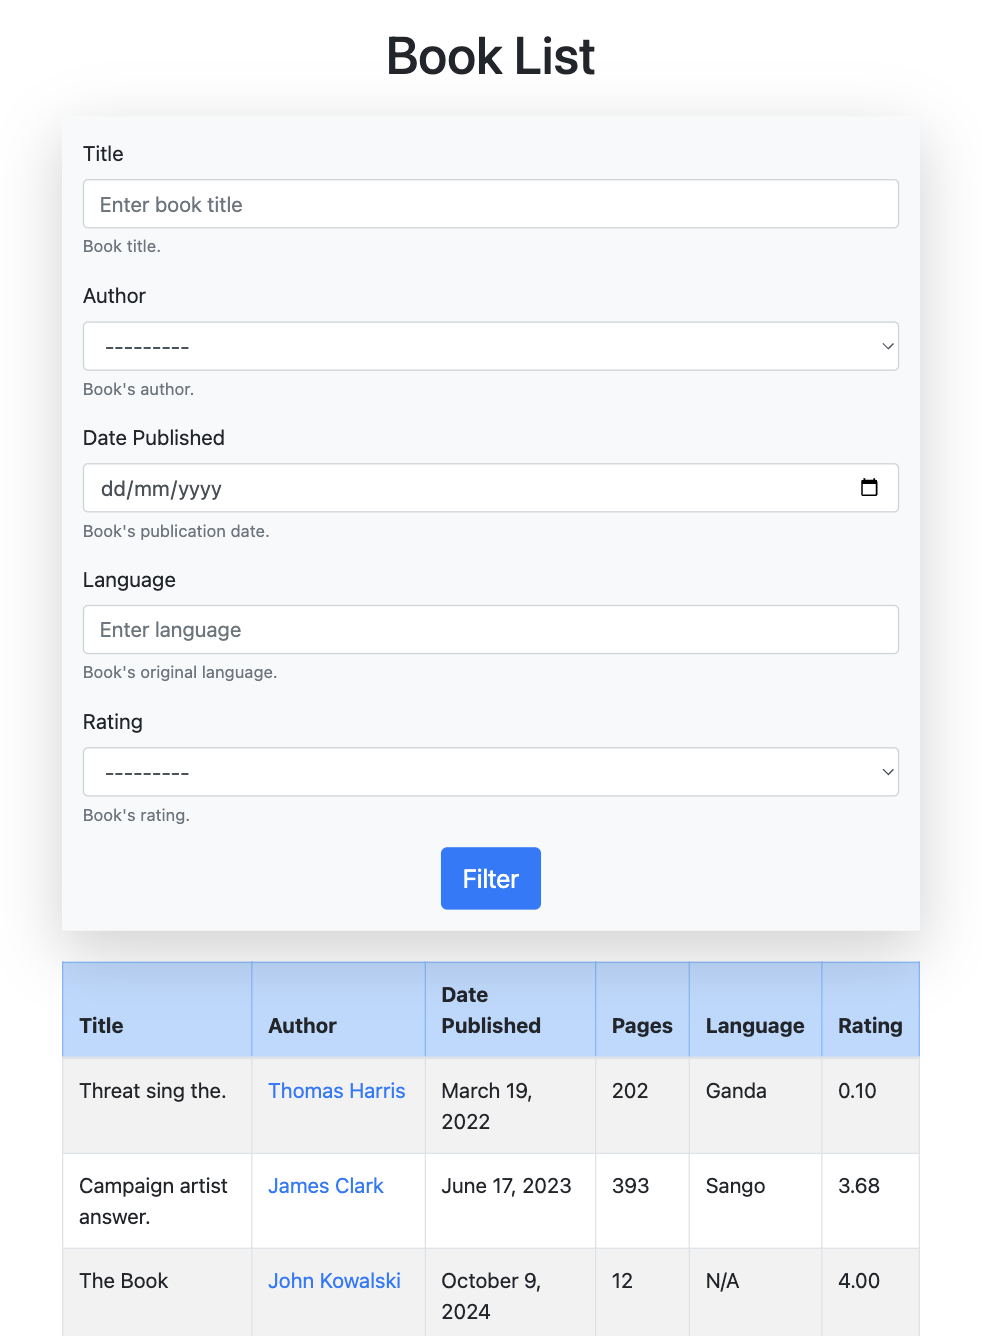 Book List
Title
Enter book title
Book title.
Author
---------
Book's author.
Date Published
dd/mm/yyyy
Book's publication date.
Language
Enter language
Book's original language.
Rating
---------
Book's rating.
Filter
Title Author Date Published Pages Language Rating
Threat sing the. Thomas Harris March 19, 2022 202 Ganda 0.10
Campaign artist answer. James Clark June 17, 2023 393 Sango 3.68
The Book John Kowalski October 9, 2024 12 N/A 4.00